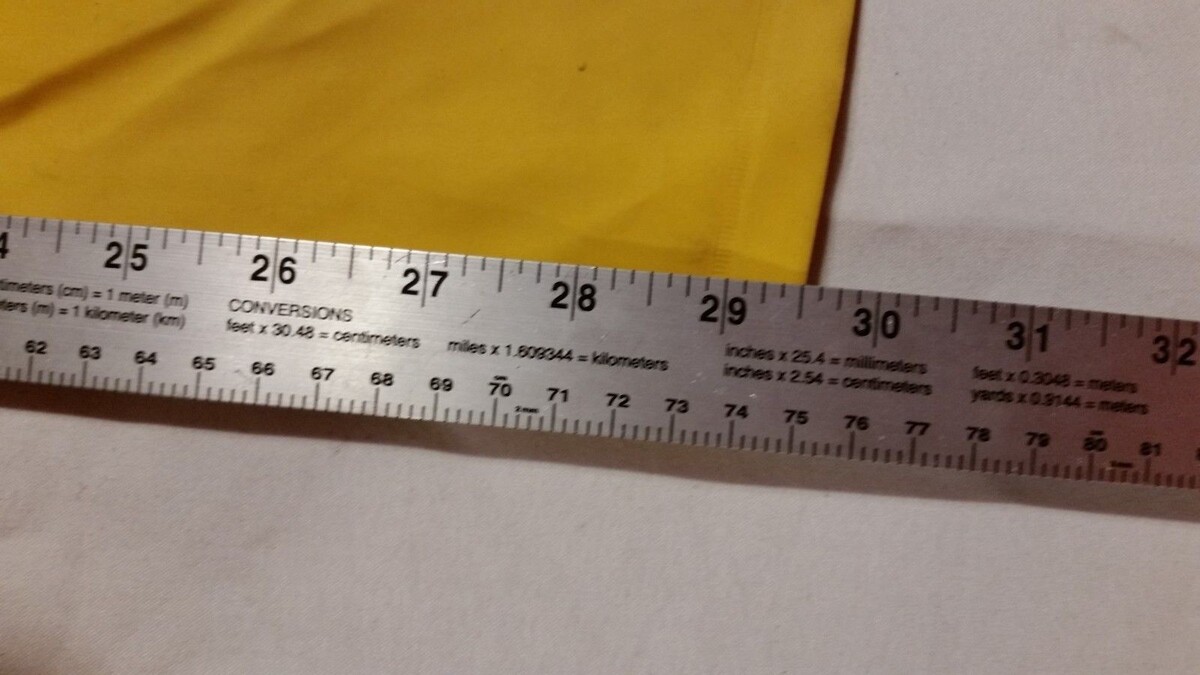 4 25 26 27 28 29 30 31 32
timeters (cm) = 1 meter (m)
ters (m) = 1 kilometer (km)
CONVERSIONS
feet x 30.48 = centimeters
miles x 1.609344 = kilometers
inches x 25.4 = millimeters
inches x 2.54 = centimeters
feet x 0.3048 = meters
yards x 0.9144 = meters
62 63 64 65 66 67 68 69 70 71 72 73 74 75 76 77 78 79 80 81